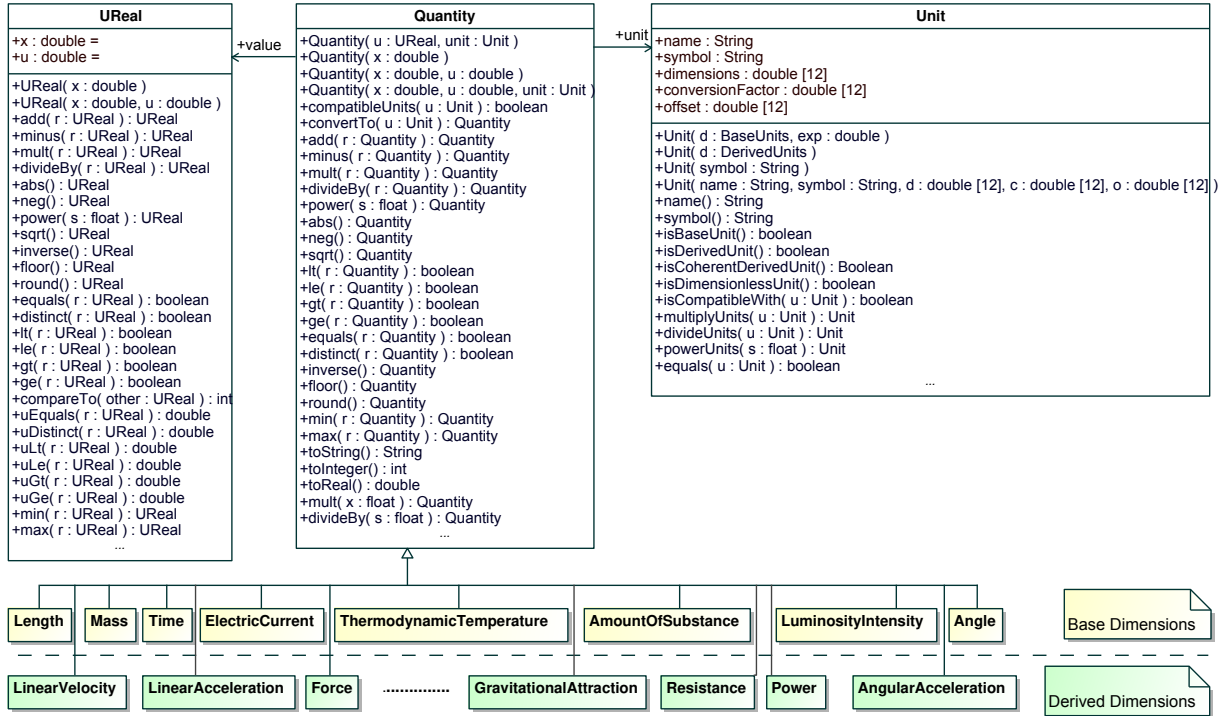 UReal
+x : double =
+u : double =
+UReal( x : double )
+UReal( x : double, u : double )
+add( r : UReal ) : UReal
+minus( r : UReal ) : UReal
+mult( r : UReal ) : UReal
+divideBy( r : UReal ) : UReal
+abs() : UReal
+neg() : UReal
+power( s : float ) : UReal
+sqrt() : UReal
+inverse() : UReal
+floor() : UReal
+round() : UReal
+equals( r : UReal ) : boolean
+distinct( r : UReal ) : boolean
+lt( r : UReal ) : boolean
+le( r : UReal ) : boolean
+gt( r : UReal ) : boolean
+ge( r : UReal ) : boolean
+compareTo( other : UReal ) : int
+uEquals( r : UReal ) : double
+uDistinct( r : UReal ) : double
+uLt( r : UReal ) : double
+uLe( r : UReal ) : double
+uGt( r : UReal ) : double
+uGe( r : UReal ) : double
+min( r : UReal ) : UReal
+max( r : UReal ) : UReal
...
+value
Quantity
+Quantity( u : UReal, unit : Unit )
+Quantity( x : double )
+Quantity( x : double, u : double )
+Quantity( x : double, u : double, unit : Unit )
+compatibleUnits( u : Unit ) : boolean
+convertTo( u : Unit ) : Quantity
+add( r : Quantity ) : Quantity
+minus( r : Quantity ) : Quantity
+mult( r : Quantity ) : Quantity
+divideBy( r : Quantity ) : Quantity
+power( s : float ) : Quantity
+abs() : Quantity
+neg() : Quantity
+sqrt() : Quantity
+lt( r : Quantity ) : boolean
+le( r : Quantity ) : boolean
+gt( r : Quantity ) : boolean
+ge( r : Quantity ) : boolean
+equals( r : Quantity ) : boolean
+distinct( r : Quantity ) : boolean
+inverse() : Quantity
+floor() : Quantity
+round() : Quantity
+min( r : Quantity ) : Quantity
+max( r : Quantity ) : Quantity
+toString() : String
+toInteger() : int
+toReal() : double
+mult( x : float ) : Quantity
+divideBy( s : float ) : Quantity
...
+unit
Unit
+name : String
+symbol : String
+dimensions : double [12]
+conversionFactor : double [12]
+offset : double [12]
+Unit( d : BaseUnits, exp : double )
+Unit( d : DerivedUnits )
+Unit( symbol : String )
+Unit( name : String, symbol : String, d : double [12], c : double [12], o : double [12] )
+name() : String
+symbol() : String
+isBaseUnit() : boolean
+isDerivedUnit() : boolean
+isCoherentDerivedUnit() : Boolean
+isDimensionlessUnit() : boolean
+isCompatibleWith( u : Unit ) : boolean
+multiplyUnits( u : Unit ) : Unit
+divideUnits( u : Unit ) : Unit
+powerUnits( s : float ) : Unit
+equals( u : Unit ) : boolean
...
Length
Mass
Time
ElectricCurrent
ThermodynamicTemperature
AmountOfSubstance
LuminosityIntensity
Angle
Base Dimensions
LinearVelocity
LinearAcceleration
Force
...............
GravitationalAttraction
Resistance
Power
AngularAcceleration
Derived Dimensions